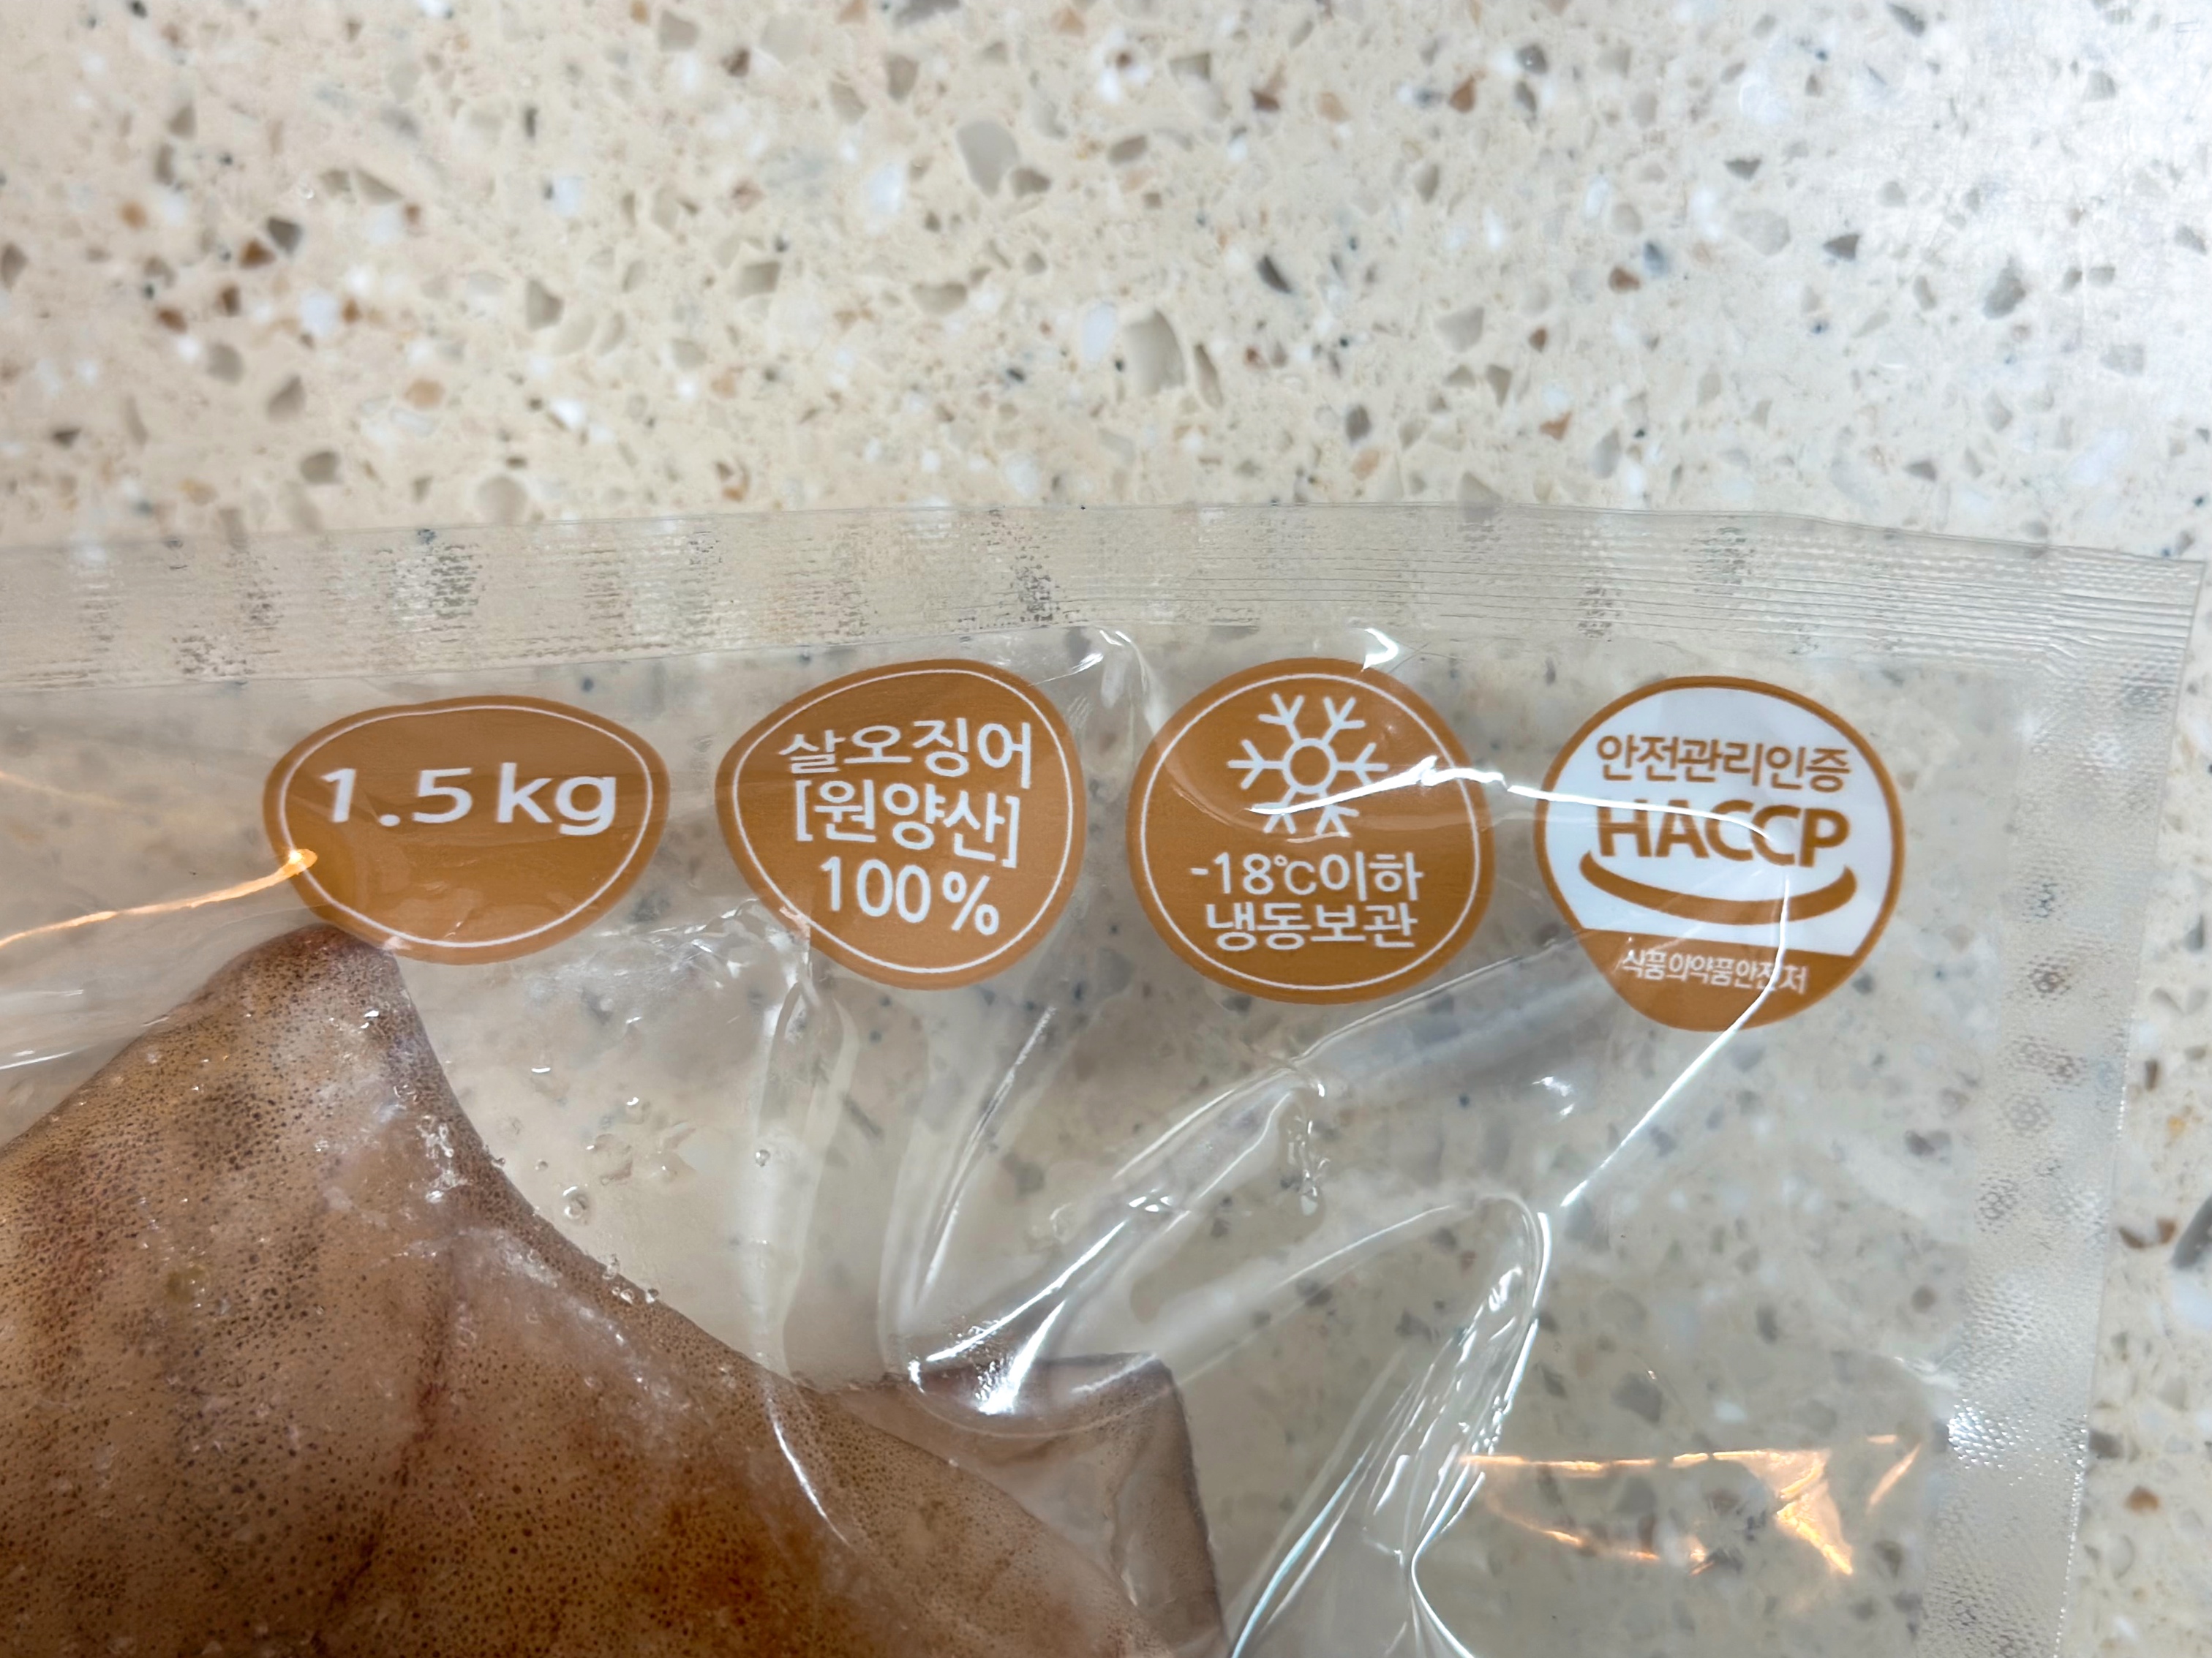 1.5kg
살오징어
[원양산]
100%
-18℃이하
냉동보관
안전관리인증
HACCP
식품의약품안전처